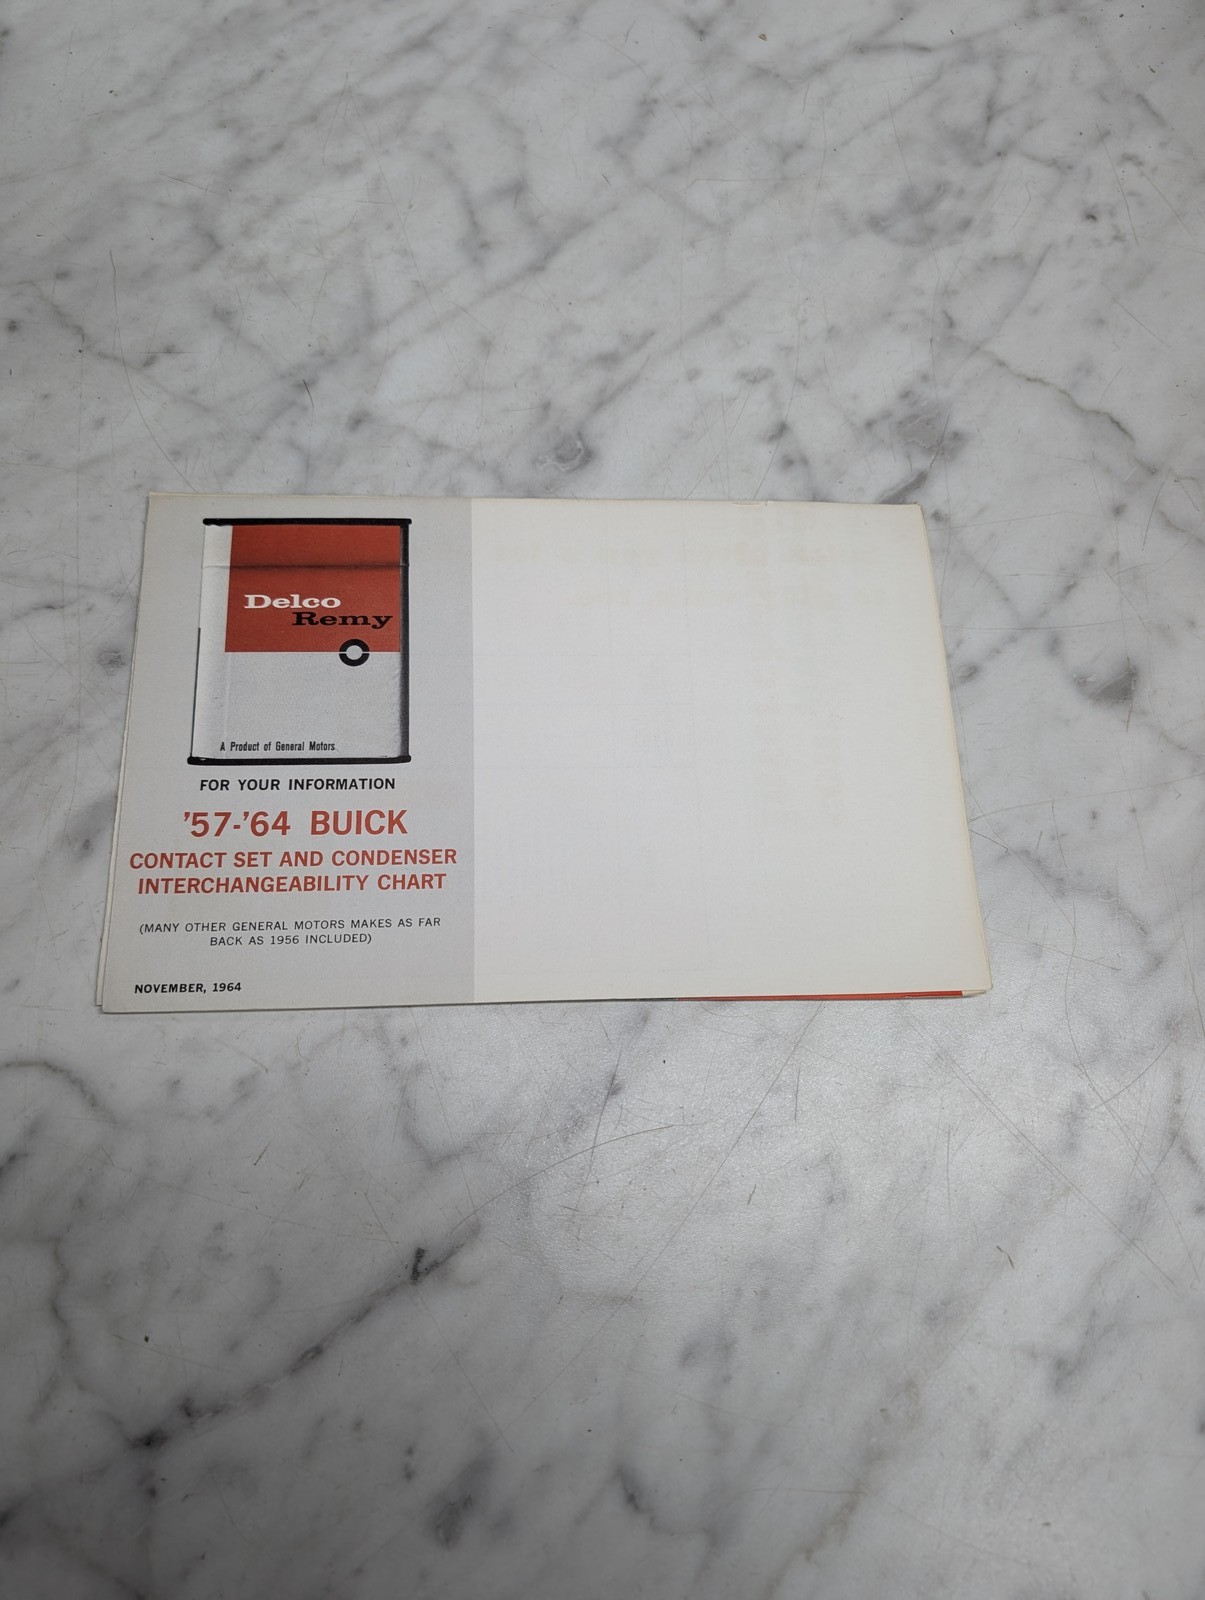 Delco
Remy
A Product of General Motors
FOR YOUR INFORMATION
'57-'64 BUICK
CONTACT SET AND CONDENSER
INTERCHANGEABILITY CHART
(MANY OTHER GENERAL MOTORS MAKES AS FAR
BACK AS 1956 INCLUDED)
NOVEMBER, 1964